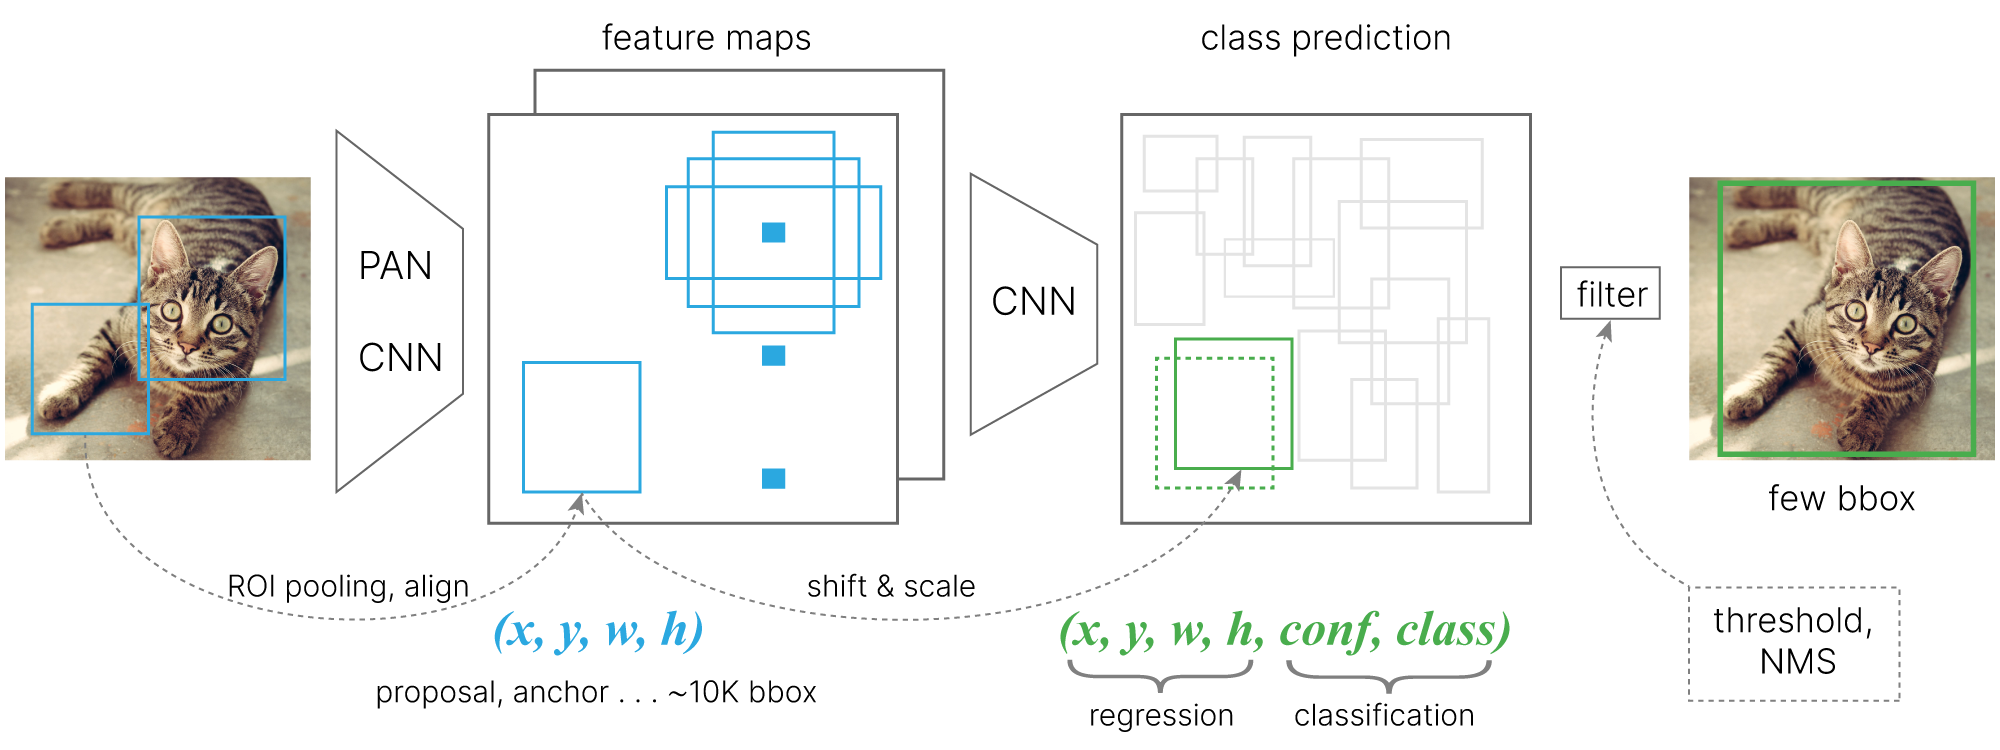 feature maps
class prediction
PAN
CNN
CNN
filter
few bbox
ROI pooling, align
shift & scale
(x, y, w, h)
(x, y, w, h, conf, class)
threshold,
NMS
proposal, anchor . . . ~10K bbox
regression
classification